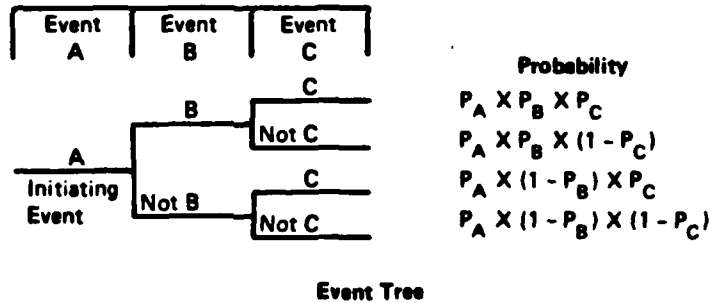 Event Event Event
A B C
Probability
C P_A X P_B X P_C
B
Not C P_A X P_B X (1 - P_C)
A
Initiating
Event
C P_A X (1 - P_B) X P_C
Not B
Not C P_A X (1 - P_B) X (1 - P_C)
Event Tree